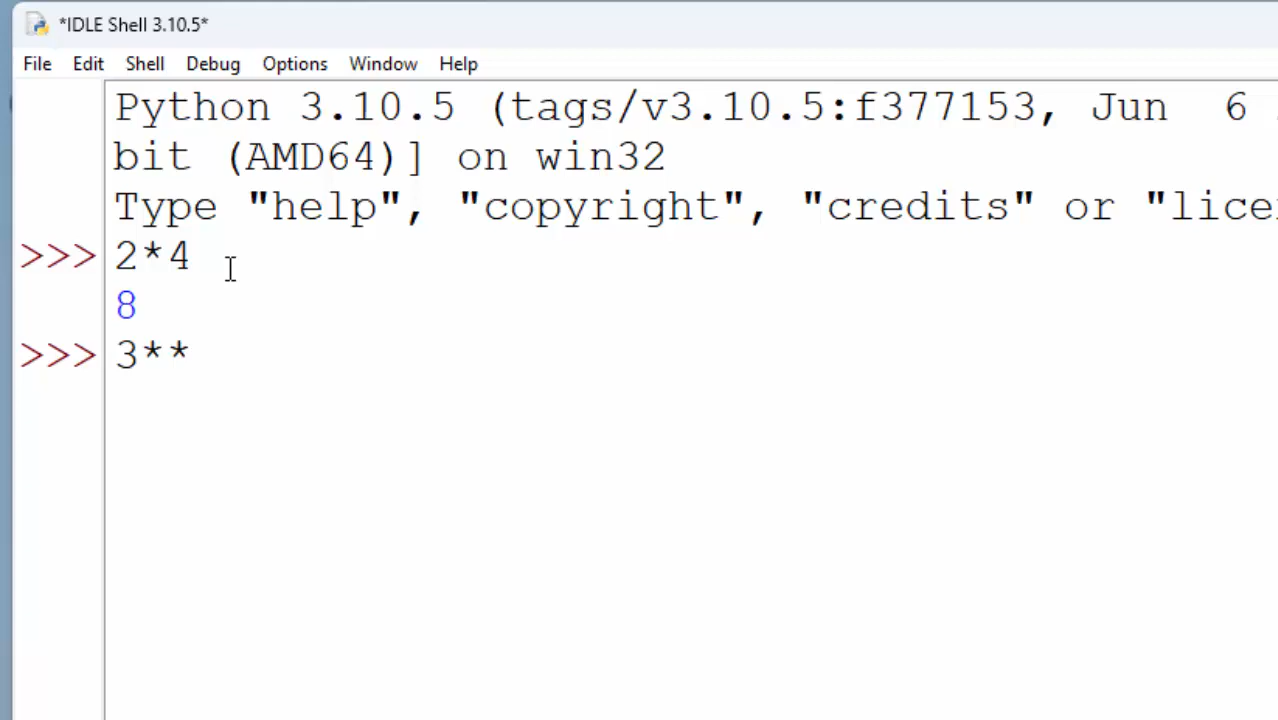 *IDLE Shell 3.10.5*
File Edit Shell Debug Options Window Help
Python 3.10.5 (tags/v3.10.5:f377153, Jun  6
bit (AMD64)] on win32
Type "help", "copyright", "credits" or "lice
>>> 2*4
8
>>> 3**